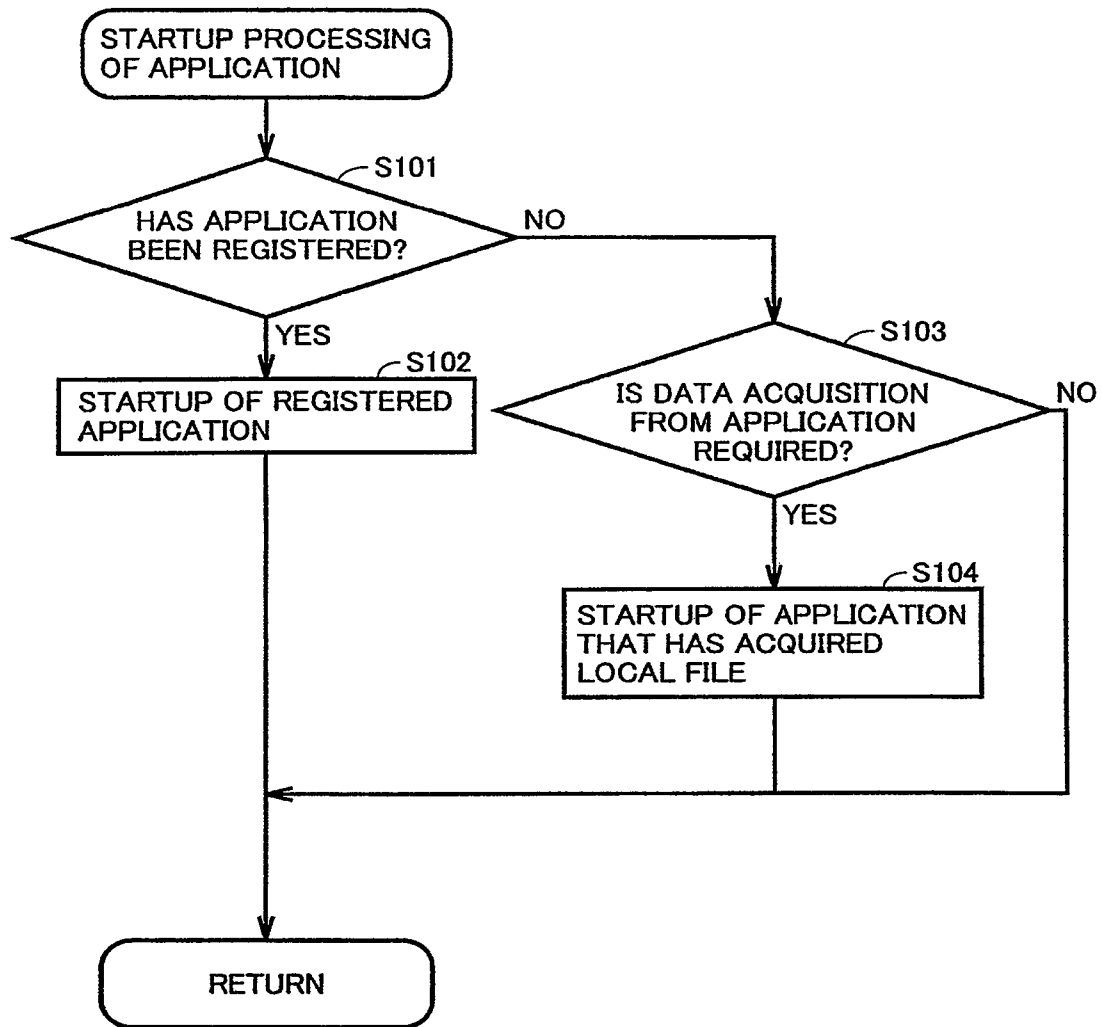 STARTUP PROCESSING
OF APPLICATION
S101
HAS APPLICATION
BEEN REGISTERED?
NO
YES
S102
STARTUP OF REGISTERED
APPLICATION
S103
IS DATA ACQUISITION
FROM APPLICATION
REQUIRED?
NO
YES
S104
STARTUP OF APPLICATION
THAT HAS ACQUIRED
LOCAL FILE
RETURN